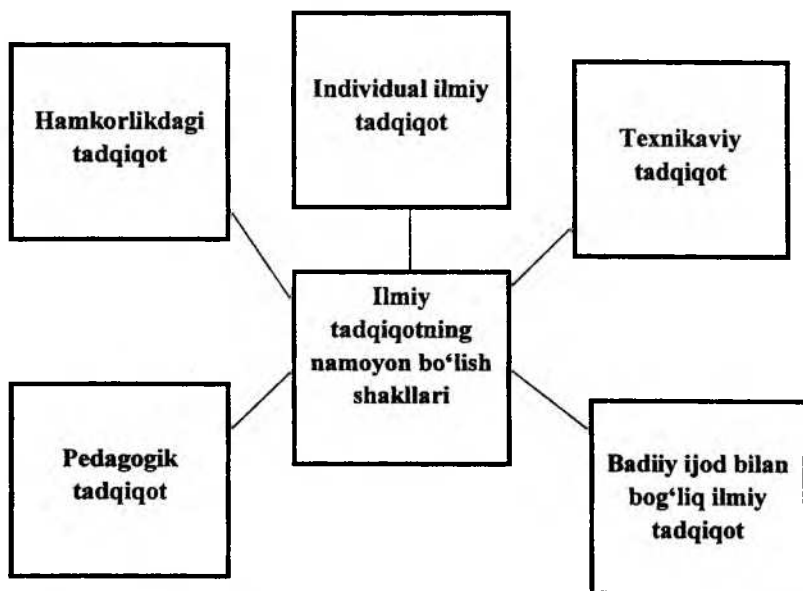 Hamkorlikdagi
tadqiqot
Individual ilmiy
tadqiqot
Texnikaviy
tadqiqot
Ilmiy
tadqiqotning
namoyon bo‘lish
shakllari
Pedagogik
tadqiqot
Badiiy ijod bilan
bog‘liq ilmiy
tadqiqot